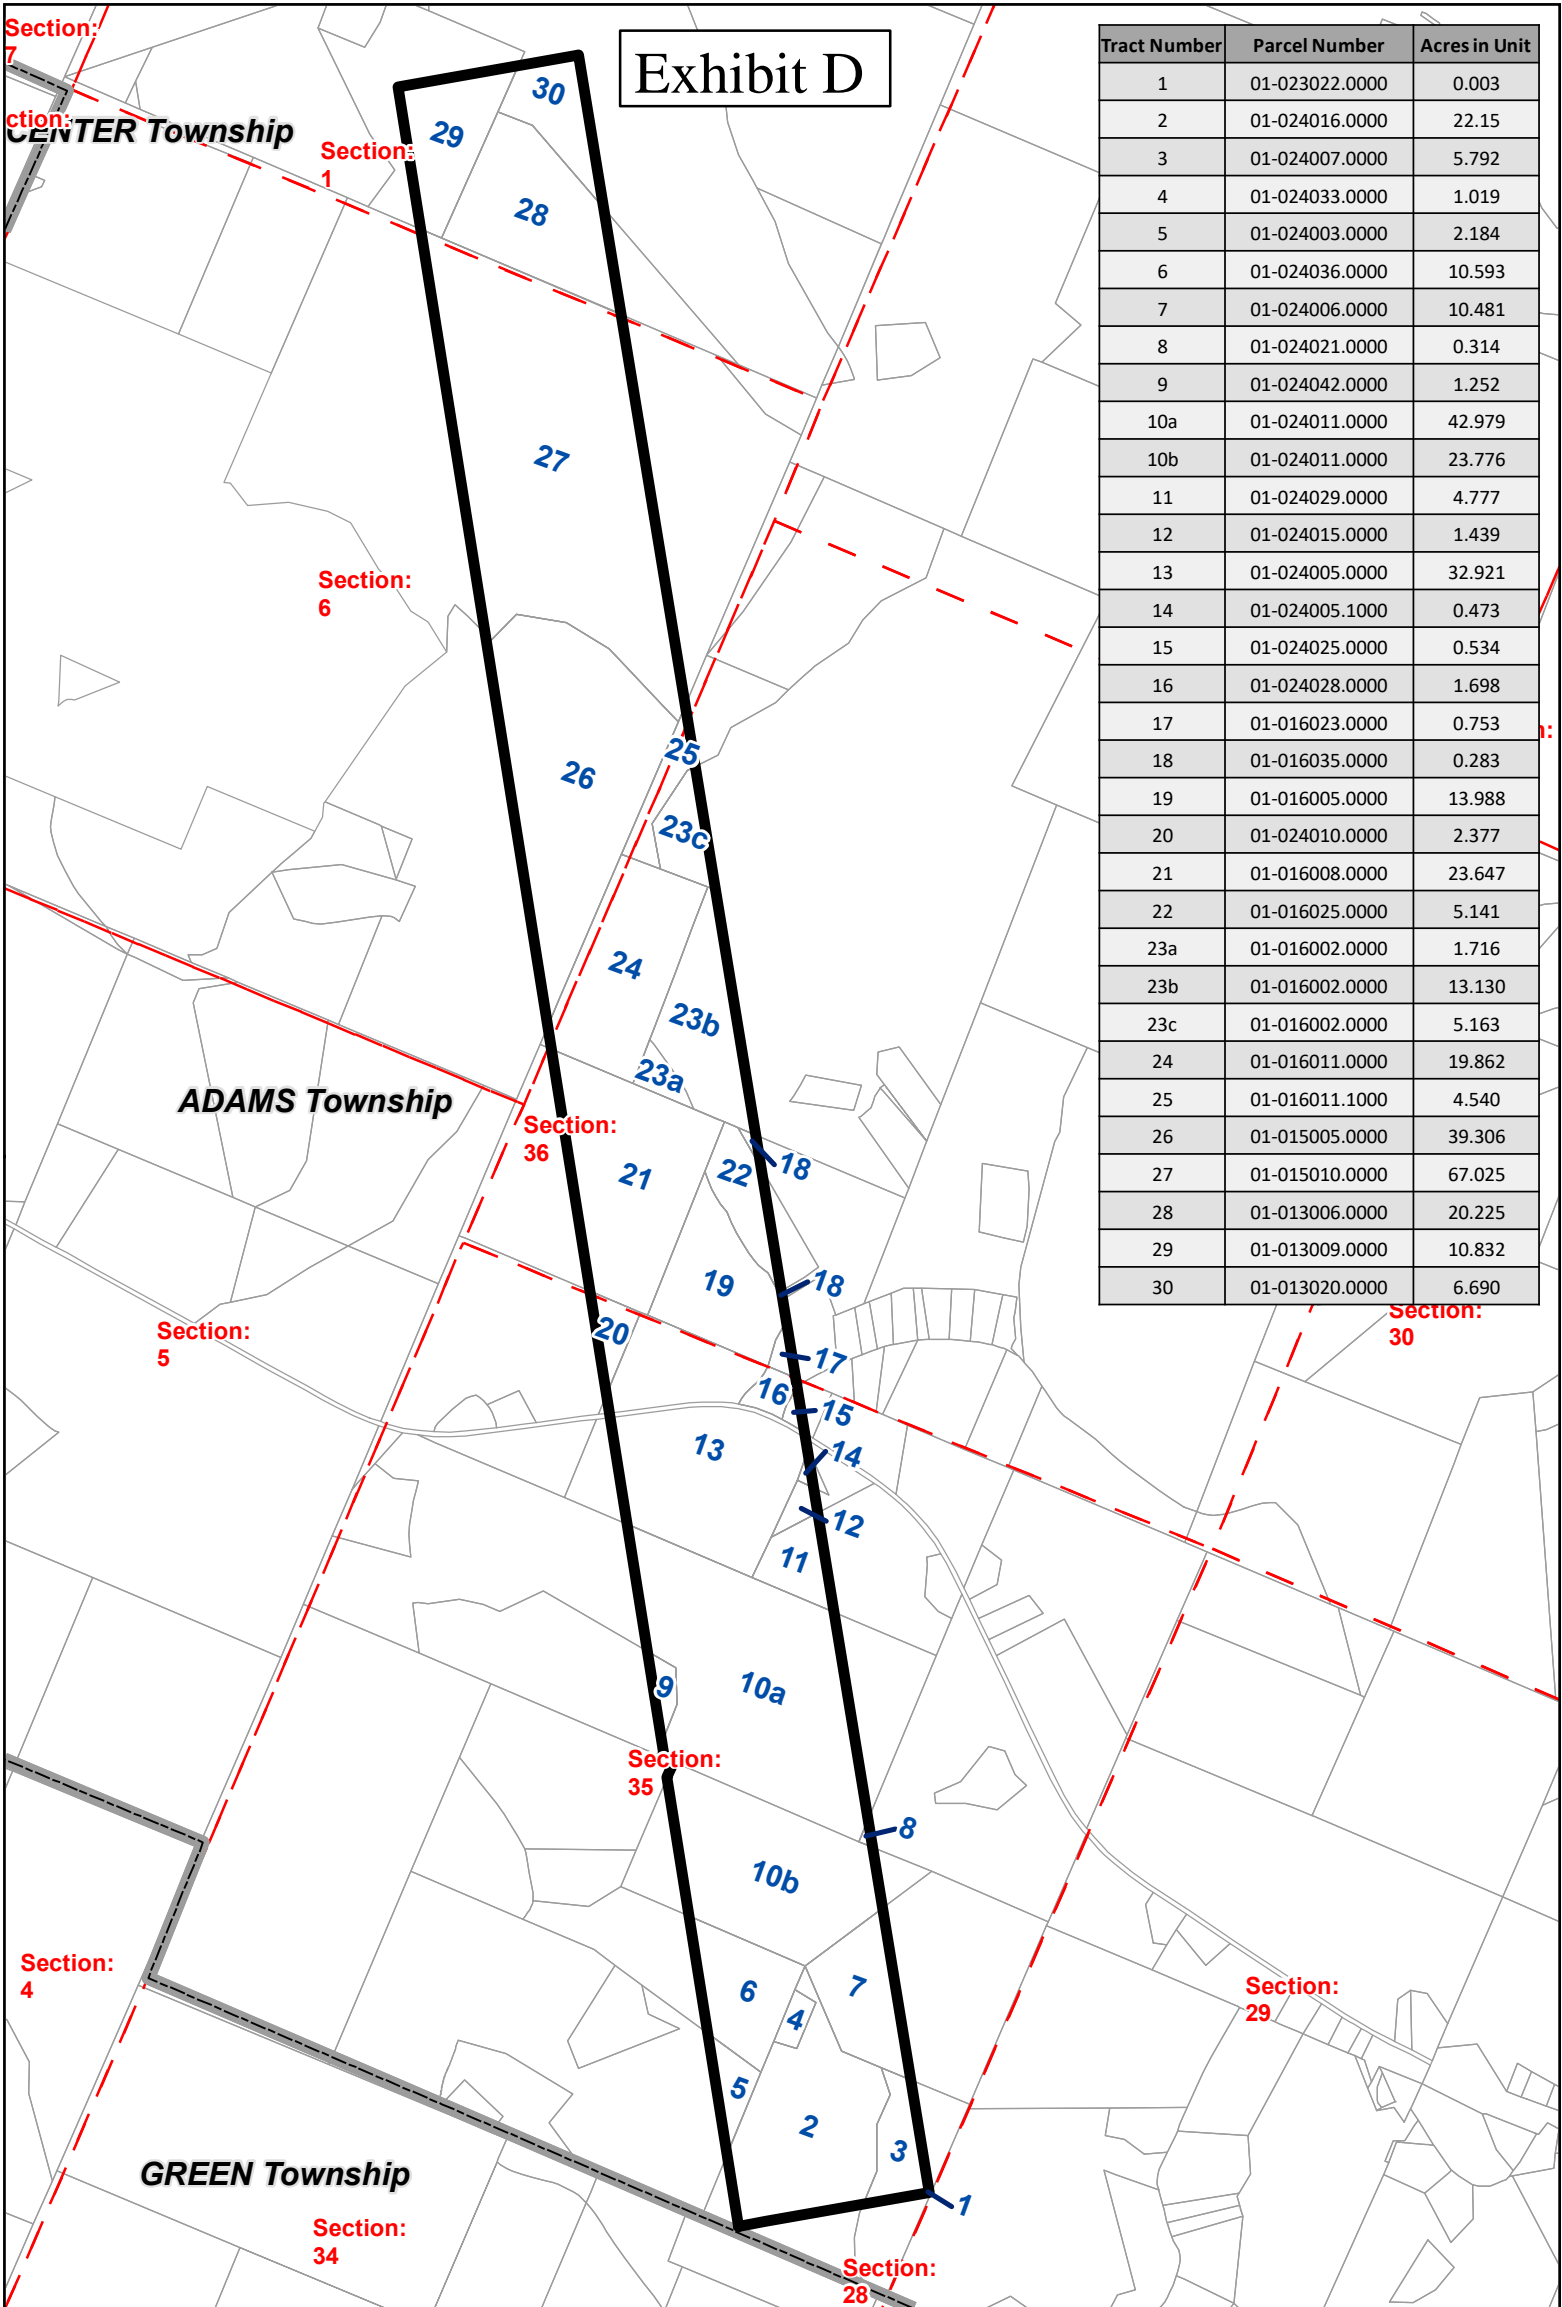 Exhibit D
Tract Number Parcel Number Acres in Unit
1 01-023022.0000 0.003
2 01-024016.0000 22.15
3 01-024007.0000 5.792
4 01-024033.0000 1.019
5 01-024003.0000 2.184
6 01-024036.0000 10.593
7 01-024006.0000 10.481
8 01-024021.0000 0.314
9 01-024042.0000 1.252
10a 01-024011.0000 42.979
10b 01-024011.0000 23.776
11 01-024029.0000 4.777
12 01-024015.0000 1.439
13 01-024005.0000 32.921
14 01-024005.1000 0.473
15 01-024025.0000 0.534
16 01-024028.0000 1.698
17 01-016023.0000 0.753
18 01-016035.0000 0.283
19 01-016005.0000 13.988
20 01-024010.0000 2.377
21 01-016008.0000 23.647
22 01-016025.0000 5.141
23a 01-016002.0000 1.716
23b 01-016002.0000 13.130
23c 01-016002.0000 5.163
24 01-016011.0000 19.862
25 01-016011.1000 4.540
26 01-015005.0000 39.306
27 01-015010.0000 67.025
28 01-013006.0000 20.225
29 01-013009.0000 10.832
30 01-013020.0000 6.690
Section:
7
ction:
CENTER Township
Section:
1
30
29
28
27
Section:
6
25
26
23c
24
23b
23a
ADAMS Township
Section:
36
18
22
21
19
18
20
Section:
5
Section:
30
17
16
15
13
14
12
11
9
10a
Section:
35
8
10b
Section:
4
6
7
4
Section:
29
5
2
3
GREEN Township
1
Section:
34
Section:
28